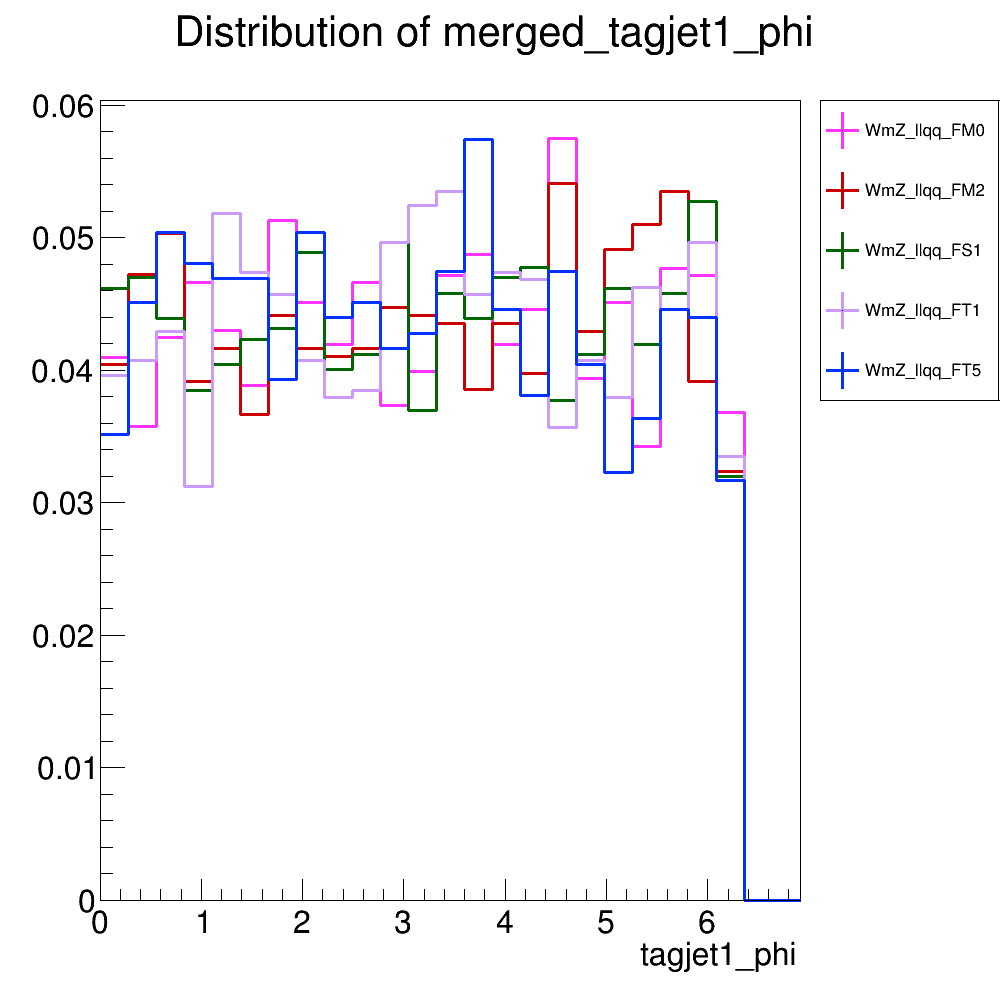 Distribution of merged_tagjet1_phi
0.06
0.05
0.04
0.03
0.02
0.01
0
0 1 2 3 4 5 6
tagjet1_phi
WmZ_llqq_FM0
WmZ_llqq_FM2
WmZ_llqq_FS1
WmZ_llqq_FT1
WmZ_llqq_FT5